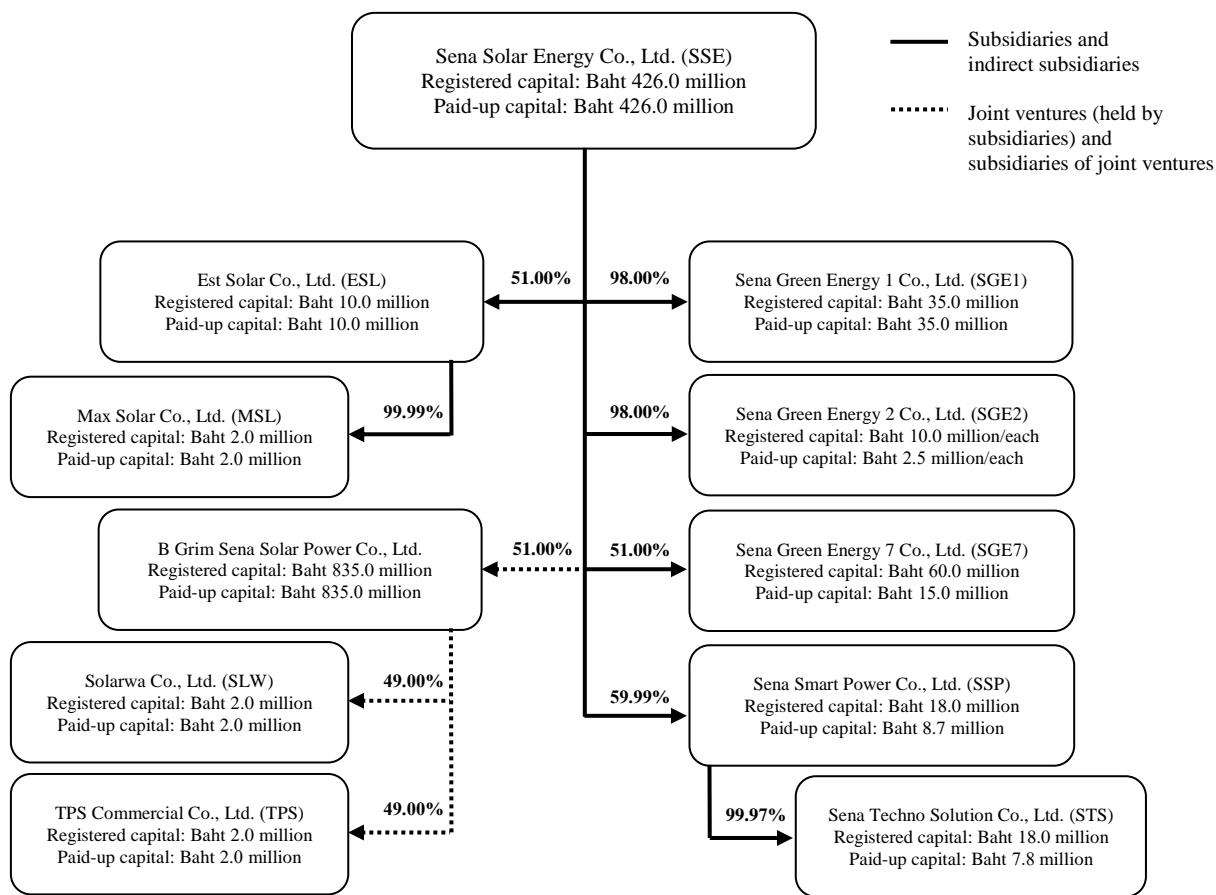 Sena Solar Energy Co., Ltd. (SSE)
Registered capital: Baht 426.0 million
Paid-up capital: Baht 426.0 million
Subsidiaries and
indirect subsidiaries
Joint ventures (held by
subsidiaries) and
subsidiaries of joint ventures
Est Solar Co., Ltd. (ESL)
Registered capital: Baht 10.0 million
Paid-up capital: Baht 10.0 million
51.00%
98.00%
Sena Green Energy 1 Co., Ltd. (SGE1)
Registered capital: Baht 35.0 million
Paid-up capital: Baht 35.0 million
Max Solar Co., Ltd. (MSL)
Registered capital: Baht 2.0 million
Paid-up capital: Baht 2.0 million
99.99%
98.00%
Sena Green Energy 2 Co., Ltd. (SGE2)
Registered capital: Baht 10.0 million/each
Paid-up capital: Baht 2.5 million/each
B Grim Sena Solar Power Co., Ltd.
Registered capital: Baht 835.0 million
Paid-up capital: Baht 835.0 million
51.00%
51.00%
Sena Green Energy 7 Co., Ltd. (SGE7)
Registered capital: Baht 60.0 million
Paid-up capital: Baht 15.0 million
Solarwa Co., Ltd. (SLW)
Registered capital: Baht 2.0 million
Paid-up capital: Baht 2.0 million
49.00%
59.99%
Sena Smart Power Co., Ltd. (SSP)
Registered capital: Baht 18.0 million
Paid-up capital: Baht 8.7 million
TPS Commercial Co., Ltd. (TPS)
Registered capital: Baht 2.0 million
Paid-up capital: Baht 2.0 million
49.00%
99.97%
Sena Techno Solution Co., Ltd. (STS)
Registered capital: Baht 18.0 million
Paid-up capital: Baht 7.8 million